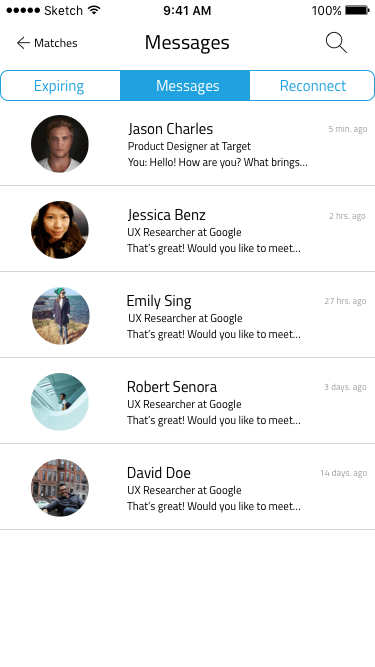 Sketch 9:41 AM 100%
Matches Messages
Expiring Messages Reconnect
Jason Charles 5 min. ago
Product Designer at Target
You: Hello! How are you? What brings...
Jessica Benz 2 hrs. ago
UX Researcher at Google
That's great! Would you like to meet...
Emily Sing 27 hrs. ago
UX Researcher at Google
That's great! Would you like to meet...
Robert Senora 3 days. ago
UX Researcher at Google
That's great! Would you like to meet...
David Doe 14 days. ago
UX Researcher at Google
That's great! Would you like to meet...